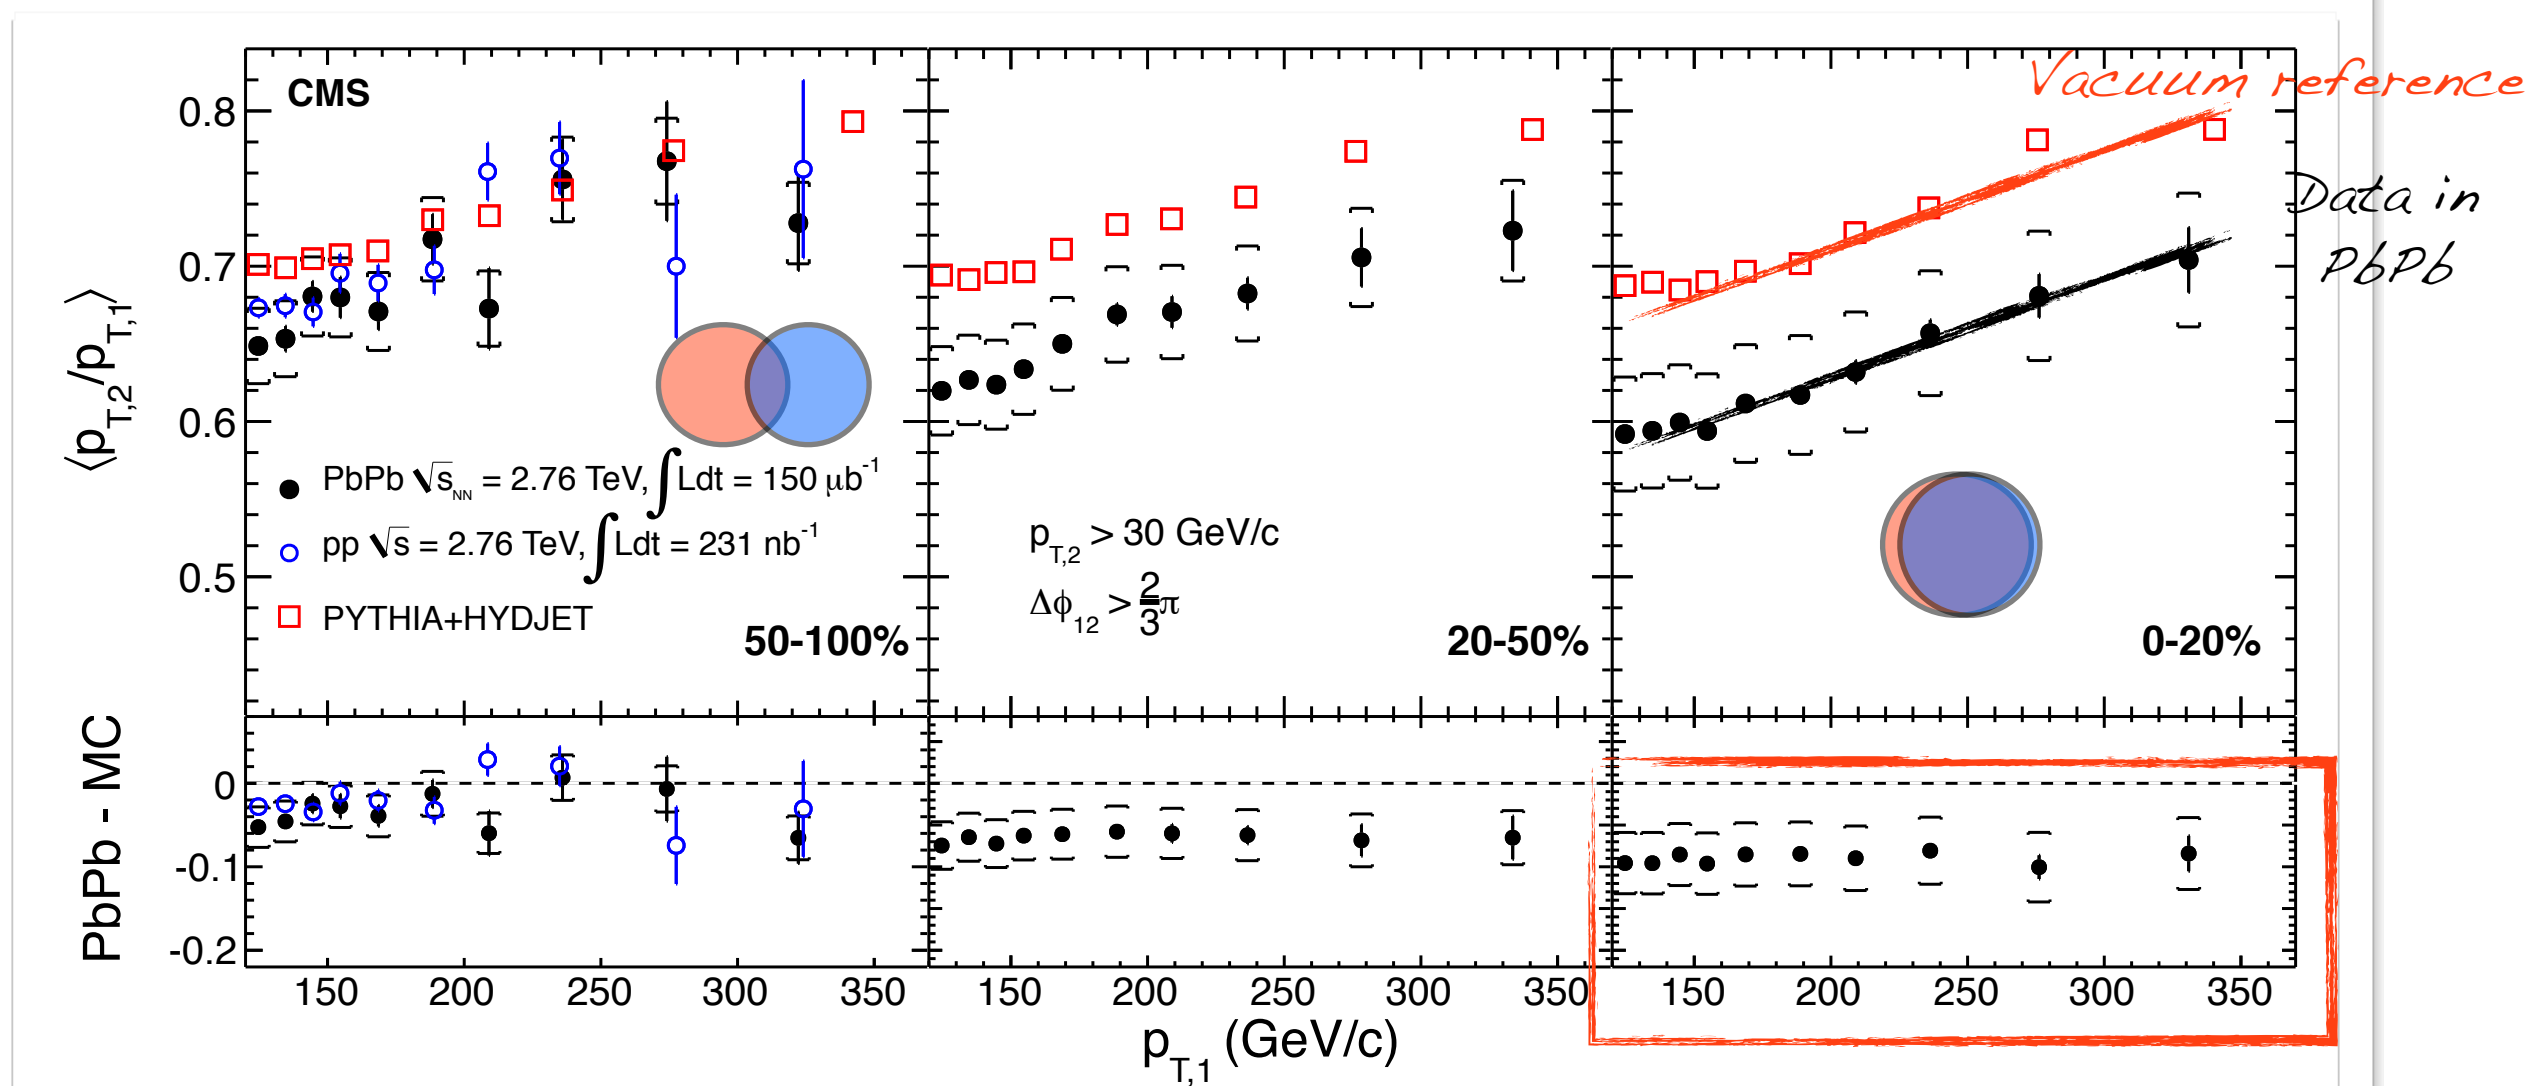 CMS
Vacuum reference
Data in
PbPb
0.8
0.7
0.6
0.5
⟨p_T,2/p_T,1⟩
PbPb √s_NN = 2.76 TeV, ∫Ldt = 150 μb⁻¹
pp √s = 2.76 TeV, ∫Ldt = 231 nb⁻¹
PYTHIA+HYDJET
50-100%
p_T,2 > 30 GeV/c
Δϕ_12 > 2/3 π
20-50%
0-20%
PbPb - MC
0
-0.1
-0.2
150 200 250 300 350
150 200 250 300 350
150 200 250 300 350
p_T,1 (GeV/c)